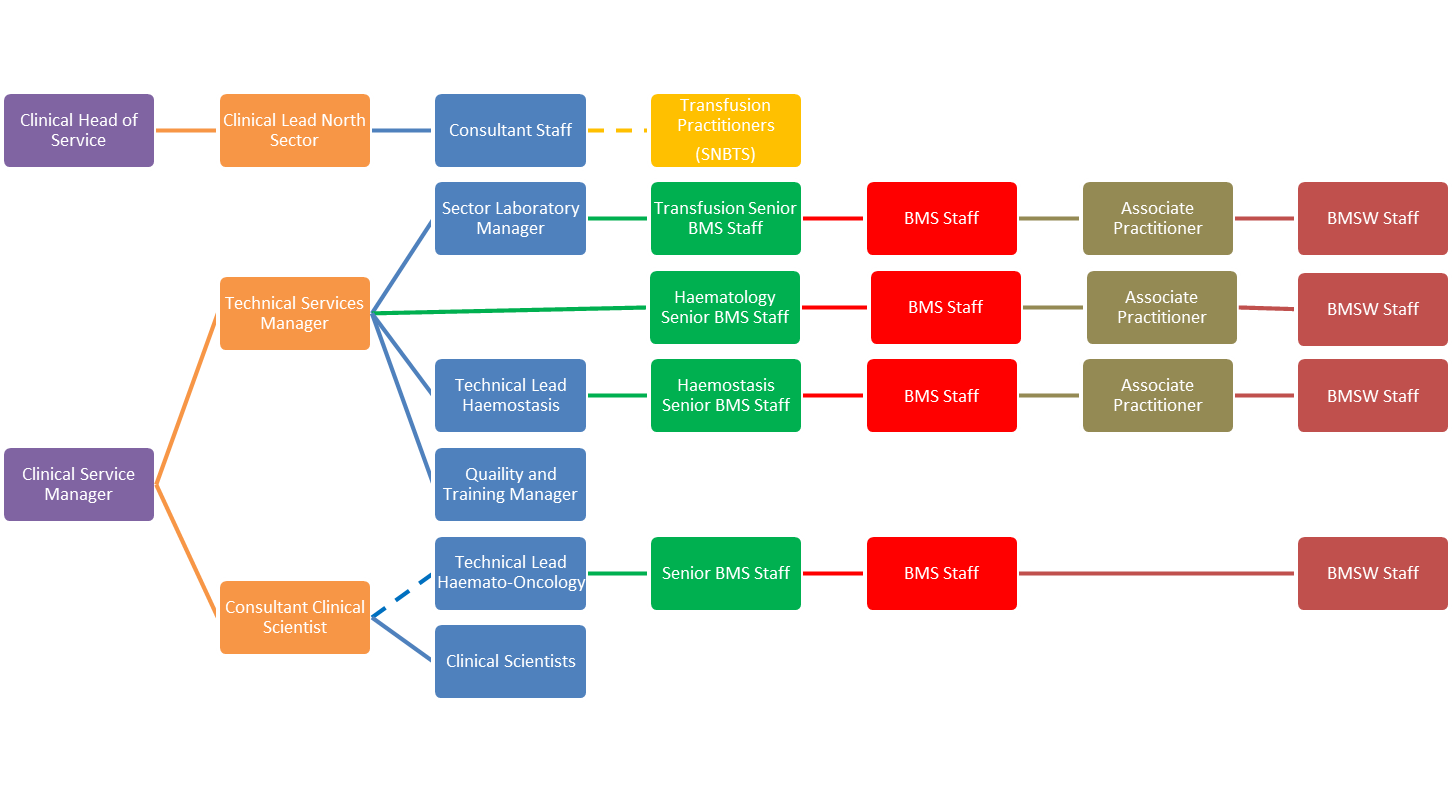 Clinical Head of
Service
Clinical Lead North
Sector
Consultant Staff
Transfusion
Practitioners
(SNBTS)
Sector Laboratory
Manager
Transfusion Senior
BMS Staff
BMS Staff
Associate
Practitioner
BMSW Staff
Technical Services
Manager
Haematology
Senior BMS Staff
BMS Staff
Associate
Practitioner
BMSW Staff
Technical Lead
Haemostasis
Haemostasis
Senior BMS Staff
BMS Staff
Associate
Practitioner
BMSW Staff
Clinical Service
Manager
Quaility and
Training Manager
Technical Lead
Haemato-Oncology
Senior BMS Staff
BMS Staff
BMSW Staff
Consultant Clinical
Scientist
Clinical Scientists